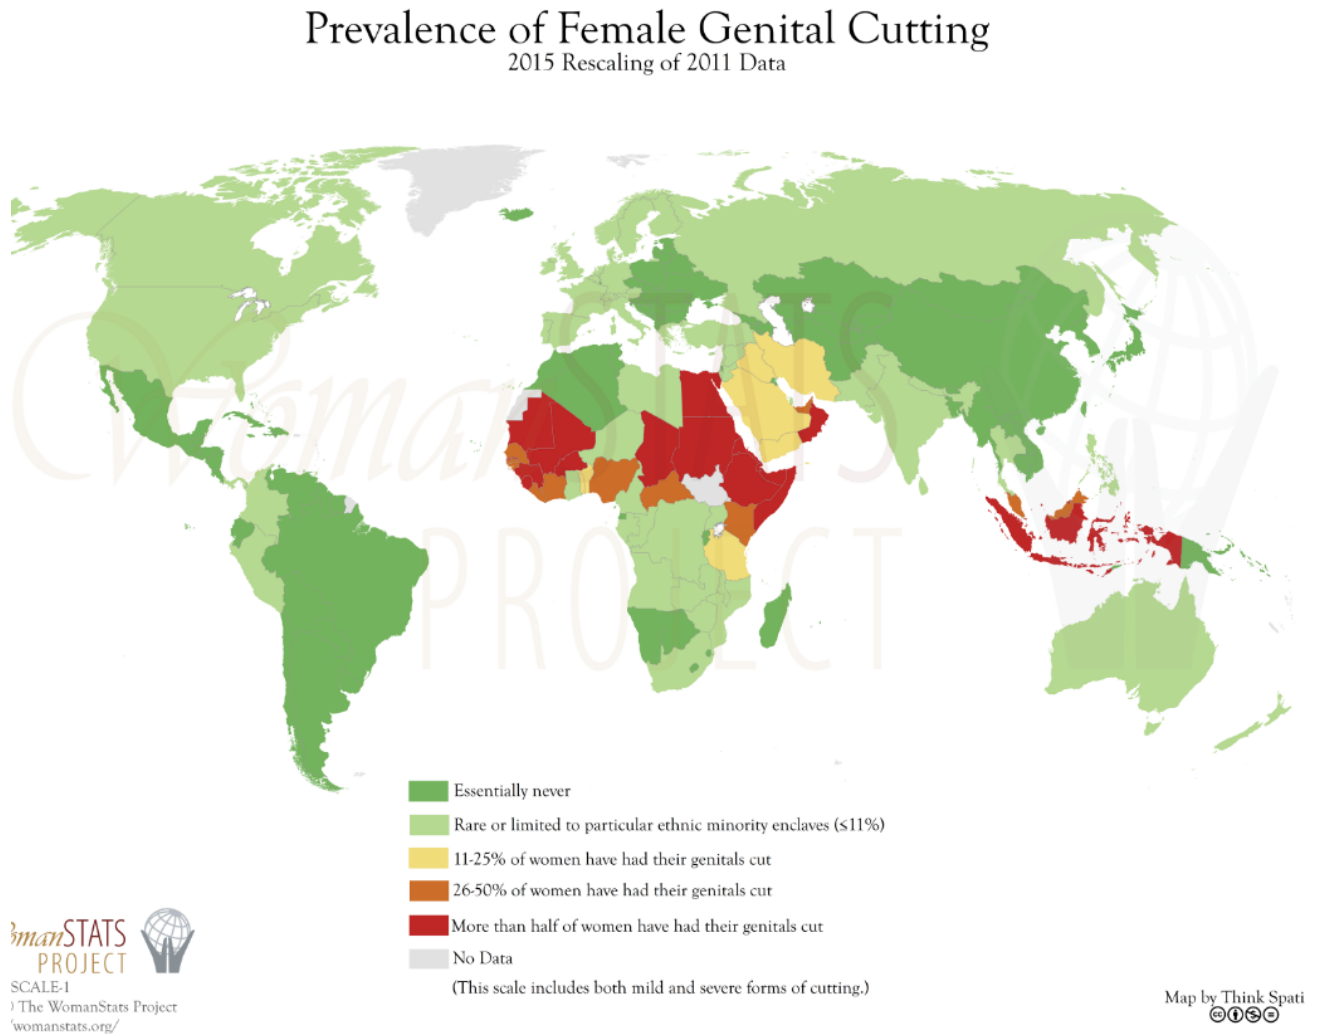 Prevalence of Female Genital Cutting
2015 Rescaling of 2011 Data
WomanSTATS
PROJECT
Essentially never
Rare or limited to particular ethnic minority enclaves (≤11%)
11-25% of women have had their genitals cut
26-50% of women have had their genitals cut
More than half of women have had their genitals cut
No Data
(This scale includes both mild and severe forms of cutting.)
manSTATS
PROJECT
SCALE-1
The WomanStats Project
/womanstats.org/
Map by Think Spati